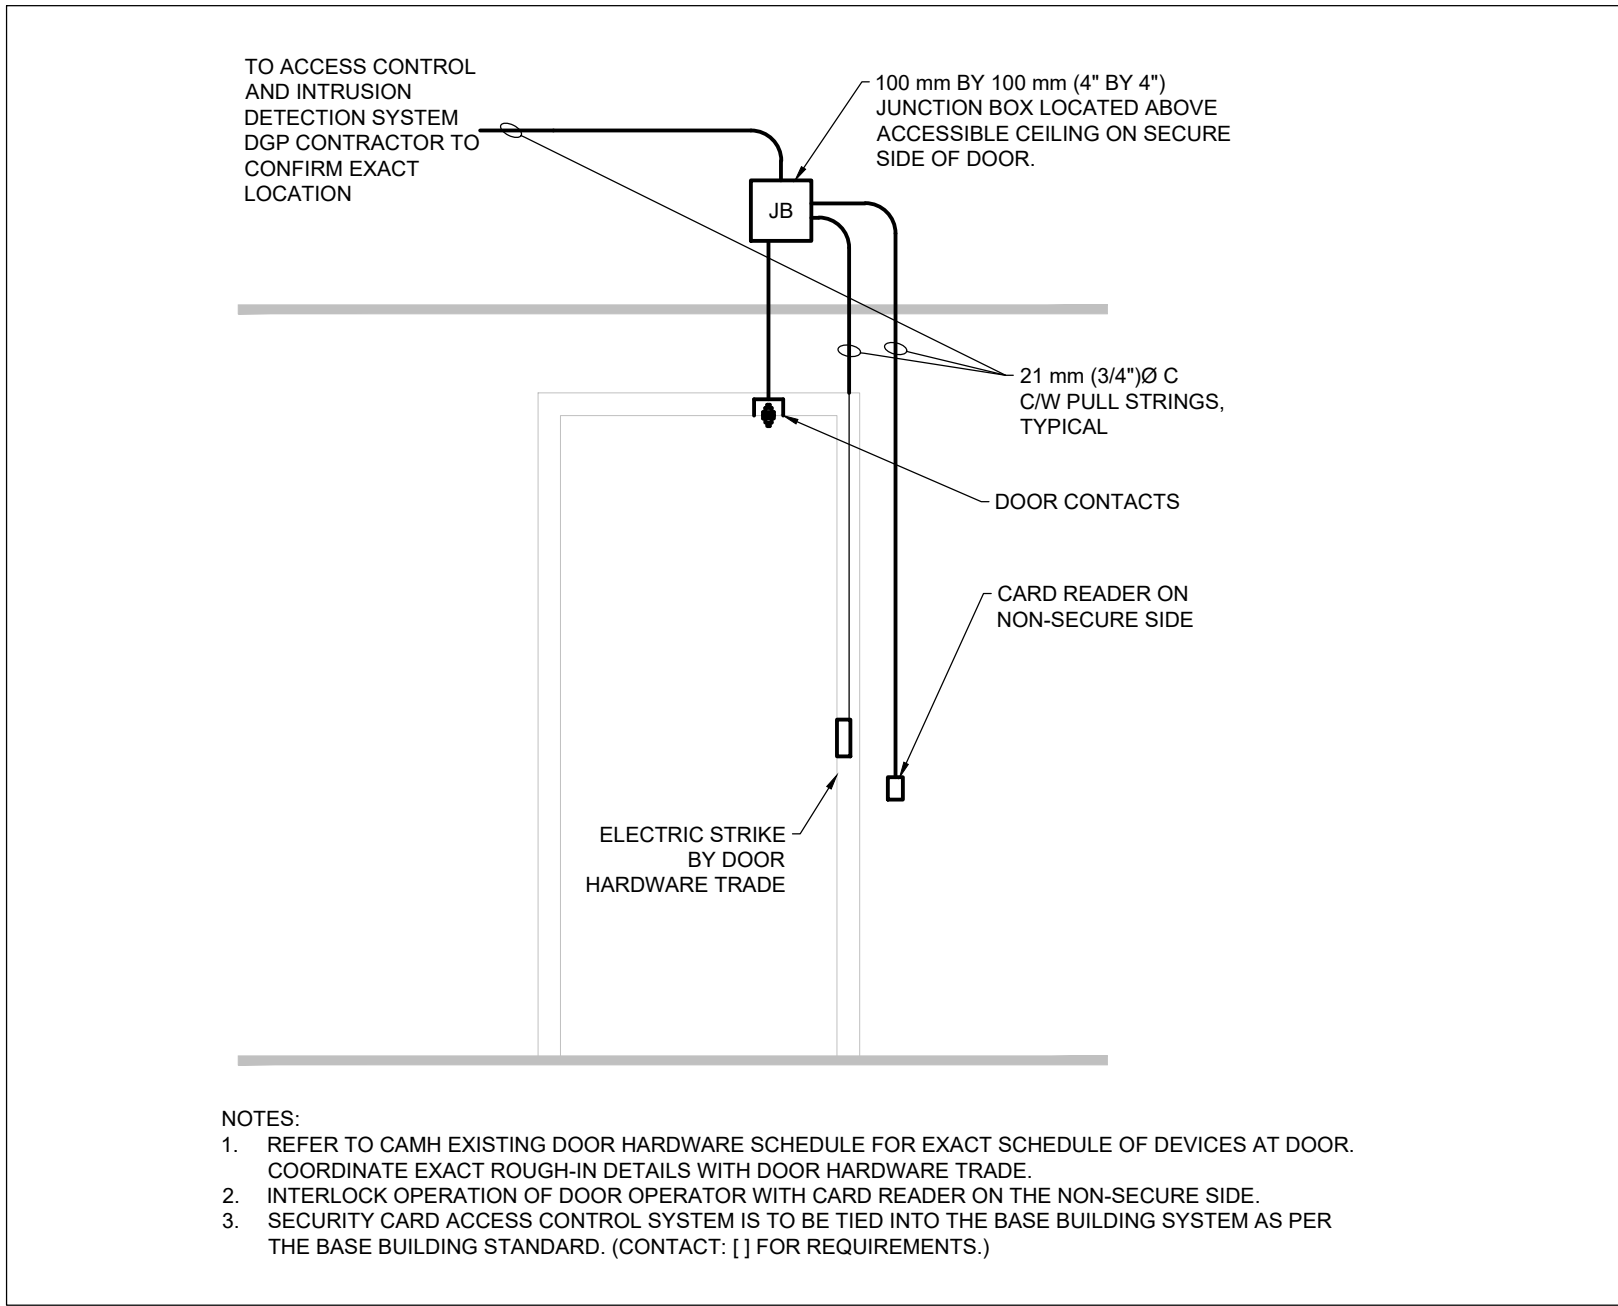 TO ACCESS CONTROL
AND INTRUSION
DETECTION SYSTEM
DGP CONTRACTOR TO
CONFIRM EXACT
LOCATION
100 mm BY 100 mm (4" BY 4")
JUNCTION BOX LOCATED ABOVE
ACCESSIBLE CEILING ON SECURE
SIDE OF DOOR.
JB
21 mm (3/4")Ø C
C/W PULL STRINGS,
TYPICAL
DOOR CONTACTS
CARD READER ON
NON-SECURE SIDE
ELECTRIC STRIKE
BY DOOR
HARDWARE TRADE
NOTES:
1. REFER TO CAMH EXISTING DOOR HARDWARE SCHEDULE FOR EXACT SCHEDULE OF DEVICES AT DOOR.
COORDINATE EXACT ROUGH-IN DETAILS WITH DOOR HARDWARE TRADE.
2. INTERLOCK OPERATION OF DOOR OPERATOR WITH CARD READER ON THE NON-SECURE SIDE.
3. SECURITY CARD ACCESS CONTROL SYSTEM IS TO BE TIED INTO THE BASE BUILDING SYSTEM AS PER
THE BASE BUILDING STANDARD. (CONTACT: [ ] FOR REQUIREMENTS.)